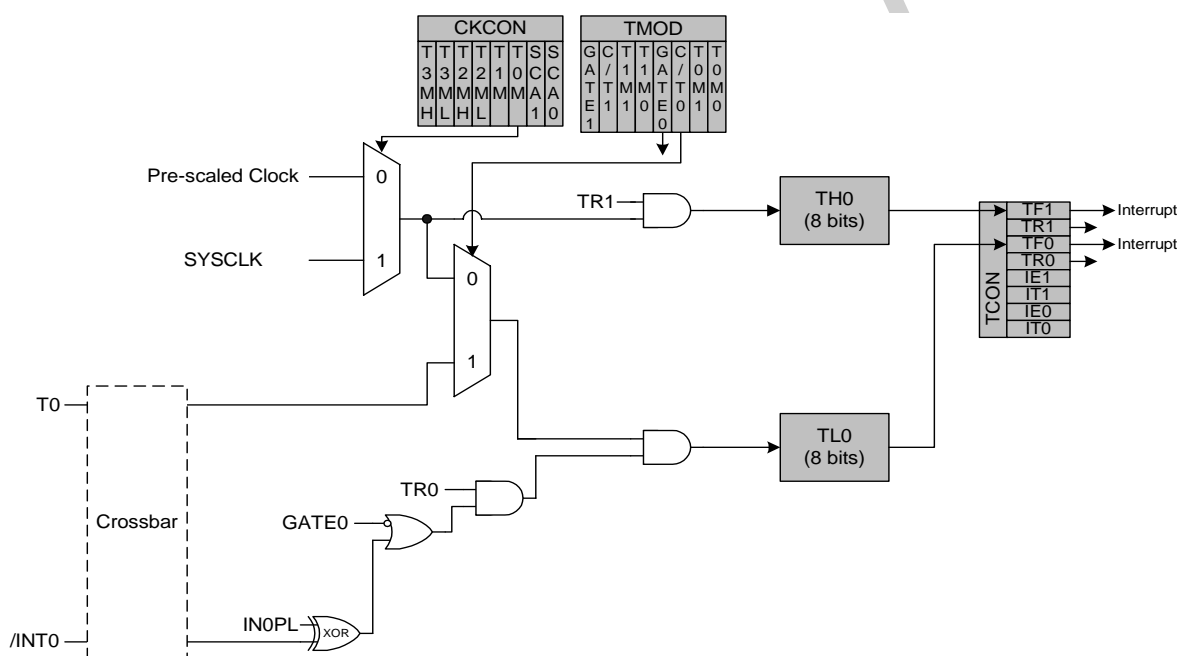 CKCON
T3MH
T3ML
T2MH
T2ML
T1M
T0M
SCA1
SCA0
TMOD
GATE1
C/T1
T1M1
T1M0
GATE0
C/T0
T0M1
T0M0
Pre-scaled Clock
0
SYSCLK
1
TR1
TH0
(8 bits)
TCON
TF1
TR1
TF0
TR0
IE1
IT1
IE0
IT0
Interrupt
Interrupt
0
1
T0
Crossbar
TL0
(8 bits)
TR0
GATE0
IN0PL
XOR
/INT0